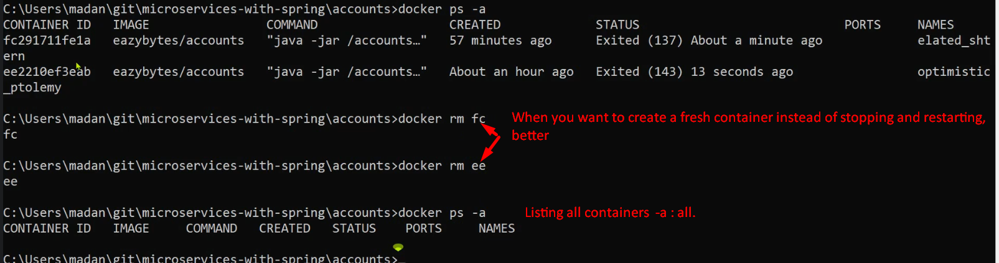 C:\Users\madan\git\microservices-with-spring\accounts>docker ps -a
CONTAINER ID   IMAGE                COMMAND                  CREATED             STATUS                            PORTS     NAMES
fc291711fe1a   eazybytes/accounts   "java -jar /accounts…"   57 minutes ago      Exited (137) About a minute ago             elated_sht
ern
ee2210ef3eab   eazybytes/accounts   "java -jar /accounts…"   About an hour ago   Exited (143) 13 seconds ago                 optimistic
_ptolemy
C:\Users\madan\git\microservices-with-spring\accounts>docker rm fc
When you want to create a fresh container instead of stopping and restarting,
better
fc
C:\Users\madan\git\microservices-with-spring\accounts>docker rm ee
ee
C:\Users\madan\git\microservices-with-spring\accounts>docker ps -a
Listing all containers -a : all.
CONTAINER ID   IMAGE     COMMAND   CREATED   STATUS    PORTS     NAMES
C:\Users\madan\git\microservices-with-spring\accounts>_